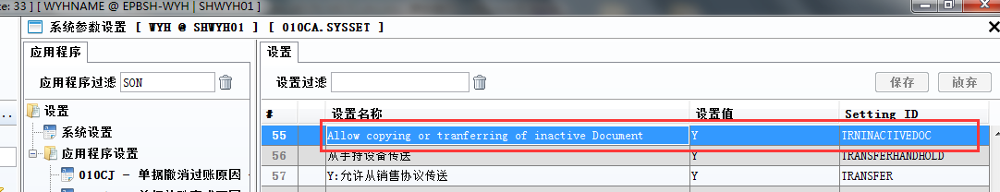 te: 33 ] [ WYHNAME @ EPBSH-WYH | SHWYH01 ]
系统参数设置 [ WYH @ SHWYH01 ] [ 010CA.SYSSET ]
应用程序
设置
应用程序过滤 SON
设置过滤
保存
放弃
设置
系统设置
应用程序设置
010CJ - 单据撤消过账原因 -
# 设置名称 设置值 Setting ID
55 Allow copying or tranferring of inactive Document Y TRNINACTIVEDOC
56 从手持设备传送 Y TRANSFERHANDHOLD
57 Y:允许从销售协议传送 Y TRANSFER